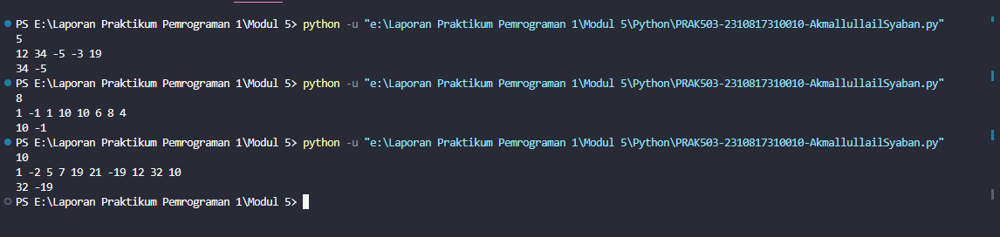 PS E:\Laporan Praktikum Pemrograman 1\Modul 5> python -u "e:\Laporan Praktikum Pemrograman 1\Modul 5\Python\PRAK503-2310817310010-AkmallullailSyaban.py"
5
12 34 -5 -3 19
34 -5
PS E:\Laporan Praktikum Pemrograman 1\Modul 5> python -u "e:\Laporan Praktikum Pemrograman 1\Modul 5\Python\PRAK503-2310817310010-AkmallullailSyaban.py"
8
1 -1 1 10 10 6 8 4
10 -1
PS E:\Laporan Praktikum Pemrograman 1\Modul 5> python -u "e:\Laporan Praktikum Pemrograman 1\Modul 5\Python\PRAK503-2310817310010-AkmallullailSyaban.py"
10
1 -2 5 7 19 21 -19 12 32 10
32 -19
PS E:\Laporan Praktikum Pemrograman 1\Modul 5>